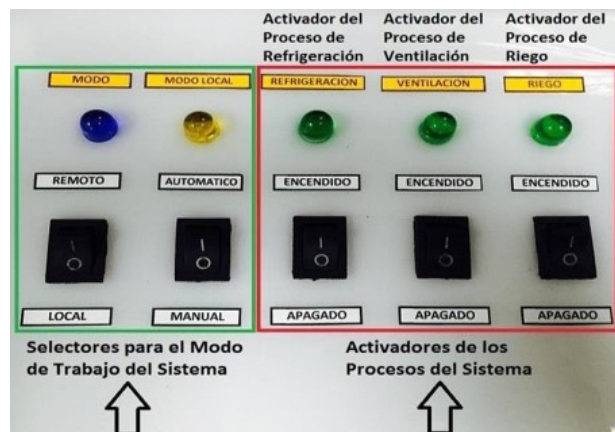 Activador del
Proceso de
Refrigeración
Activador del
Proceso de
Ventilación
Activador del
Proceso de
Riego
MODO
MODO LOCAL
REFRIGERACION
VENTILACION
RIEGO
REMOTO
AUTOMATICO
ENCENDIDO
ENCENDIDO
ENCENDIDO
LOCAL
MANUAL
APAGADO
APAGADO
APAGADO
Selectores para el Modo
de Trabajo del Sistema
Activadores de los
Procesos del Sistema